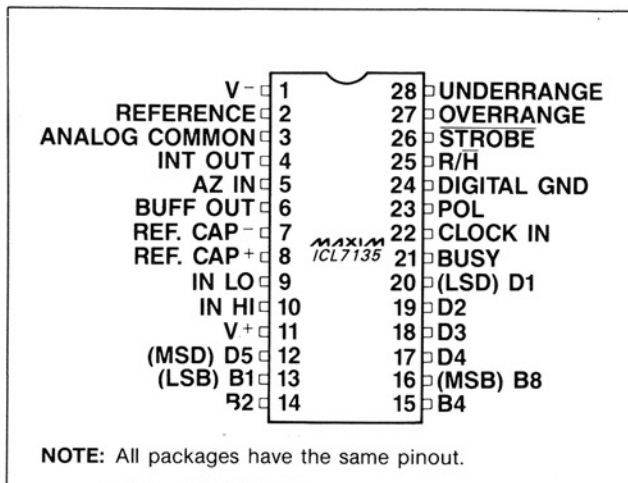 V⁻ 1 28 UNDERRANGE
REFERENCE 2 27 OVERRANGE
ANALOG COMMON 3 26 S̅T̅R̅O̅B̅E̅
INT OUT 4 25 R/H̅
AZ IN 5 24 DIGITAL GND
BUFF OUT 6 23 POL
REF. CAP⁻ 7 MAXIM 22 CLOCK IN
REF. CAP⁺ 8 ICL7135 21 BUSY
IN LO 9 20 (LSD) D1
IN HI 10 19 D2
V⁺ 11 18 D3
(MSD) D5 12 17 D4
(LSB) B1 13 16 (MSB) B8
B2 14 15 B4
NOTE: All packages have the same pinout.